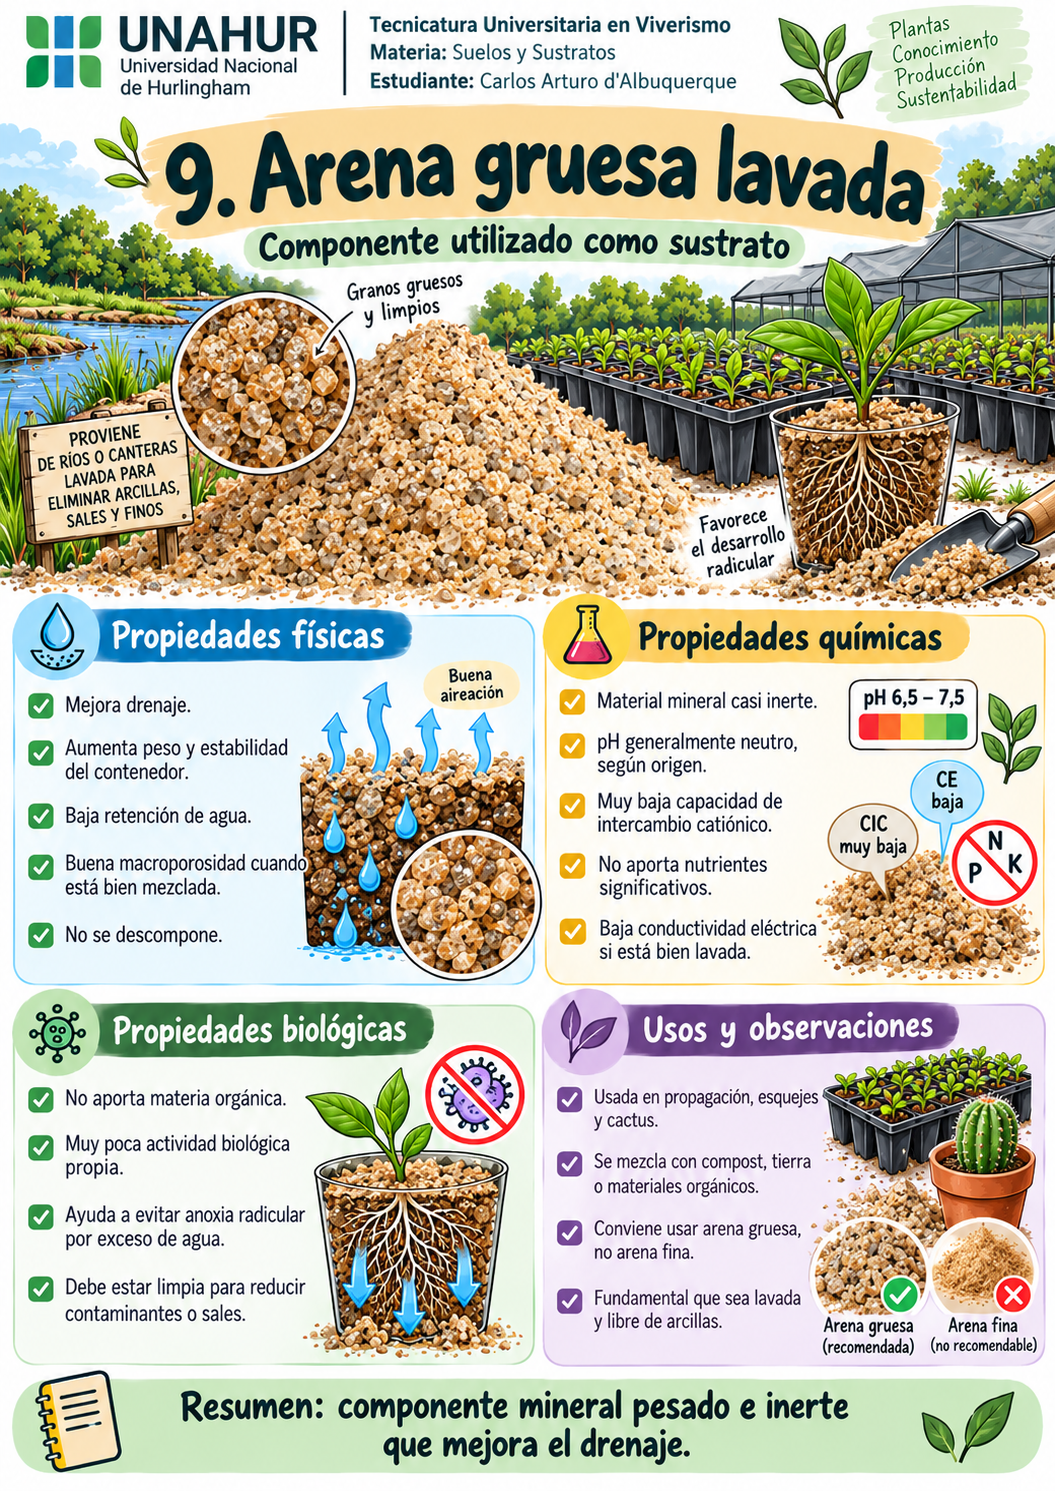 UNAHUR
Universidad Nacional
de Hurlingham
Tecnicatura Universitaria en Viverismo
Materia: Suelos y Sustratos
Estudiante: Carlos Arturo d'Albuquerque
Plantas
Conocimiento
Producción
Sustentabilidad
9. Arena gruesa lavada
Componente utilizado como sustrato
Granos gruesos
y limpios
PROVIENE
DE RÍOS O CANTERAS
LAVADA PARA
ELIMINAR ARCILLAS,
SALES Y FINOS
Favorece
el desarrollo
radicular
Propiedades físicas
Mejora drenaje.
Aumenta peso y estabilidad
del contenedor.
Baja retención de agua.
Buena macroporosidad cuando
está bien mezclada.
No se descompone.
Buena
aireación
Propiedades químicas
Material mineral casi inerte.
pH generalmente neutro,
según origen.
Muy baja capacidad de
intercambio catiónico.
No aporta nutrientes
significativos.
Baja conductividad eléctrica
si está bien lavada.
pH 6,5 – 7,5
CE
baja
CIC
muy baja
N
P K
Propiedades biológicas
No aporta materia orgánica.
Muy poca actividad biológica
propia.
Ayuda a evitar anoxia radicular
por exceso de agua.
Debe estar limpia para reducir
contaminantes o sales.
Usos y observaciones
Usada en propagación, esquejes
y cactus.
Se mezcla con compost, tierra
o materiales orgánicos.
Conviene usar arena gruesa,
no arena fina.
Fundamental que sea lavada
y libre de arcillas.
Arena gruesa
(recomendada)
Arena fina
(no recomendable)
Resumen: componente mineral pesado e inerte
que mejora el drenaje.